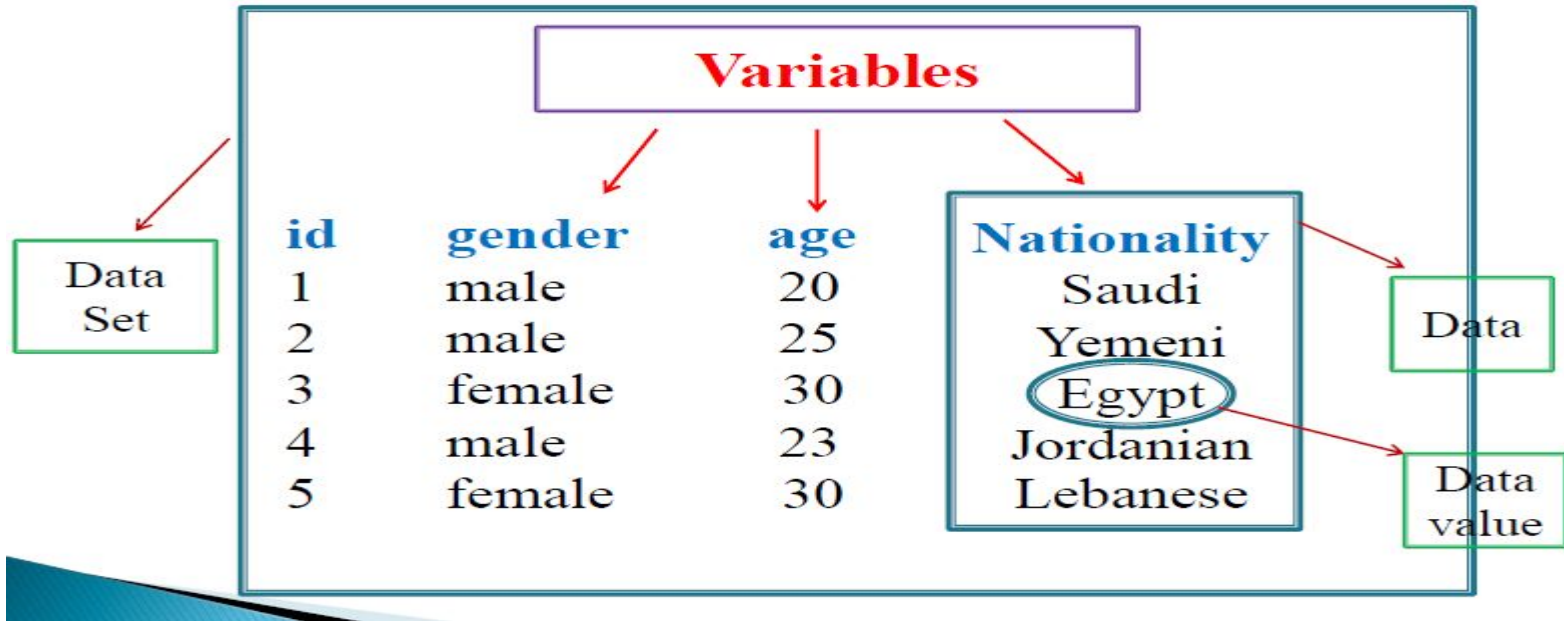 Variables
id gender age Nationality
1 male 20 Saudi
2 male 25 Yemeni
3 female 30 Egypt
4 male 23 Jordanian
5 female 30 Lebanese
Data
Set
Data
Data
value